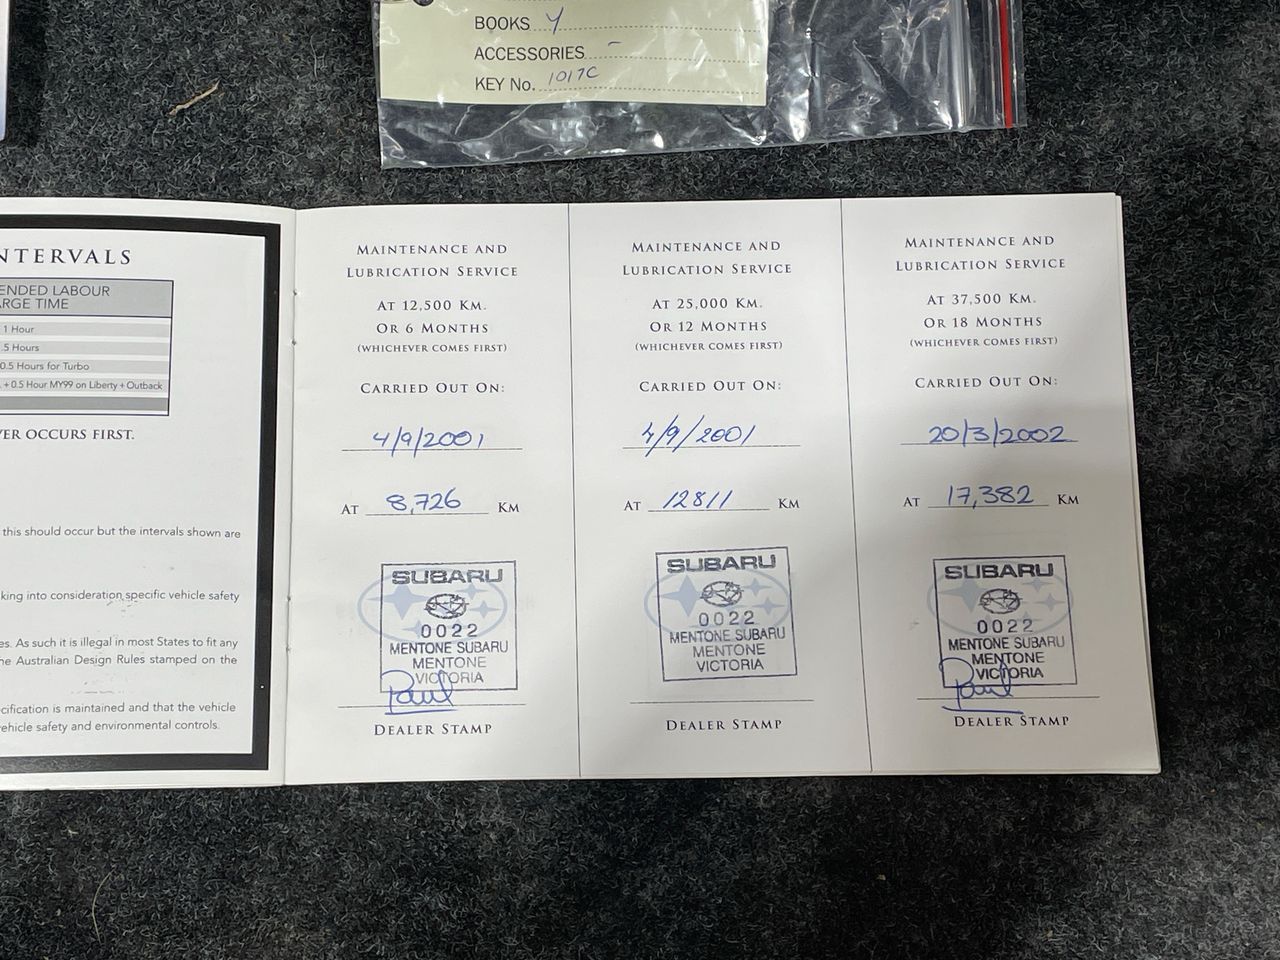 BOOKS Y
ACCESSORIES -
KEY No. 1017C
NTERVALS
ENDED LABOUR
ARGE TIME
1 Hour
.5 Hours
0.5 Hours for Turbo
. + 0.5 Hour MY99 on Liberty + Outback
VER OCCURS FIRST.
this should occur but the intervals shown are
king into consideration specific vehicle safety
es. As such it is illegal in most States to fit any
he Australian Design Rules stamped on the
cification is maintained and that the vehicle
vehicle safety and environmental controls.
MAINTENANCE AND
LUBRICATION SERVICE
AT 12,500 KM.
OR 6 MONTHS
(WHICHEVER COMES FIRST)
CARRIED OUT ON:
4/9/2001
AT 8,726 KM
SUBARU
0022
MENTONE SUBARU
MENTONE
VICTORIA
Paul
DEALER STAMP
MAINTENANCE AND
LUBRICATION SERVICE
AT 25,000 KM.
OR 12 MONTHS
(WHICHEVER COMES FIRST)
CARRIED OUT ON:
4/9/2001
AT 12811 KM
SUBARU
0022
MENTONE SUBARU
MENTONE
VICTORIA
DEALER STAMP
MAINTENANCE AND
LUBRICATION SERVICE
AT 37,500 KM.
OR 18 MONTHS
(WHICHEVER COMES FIRST)
CARRIED OUT ON:
20/3/2002
AT 17,382 KM
SUBARU
0022
MENTONE SUBARU
MENTONE
VICTORIA
Paul
DEALER STAMP